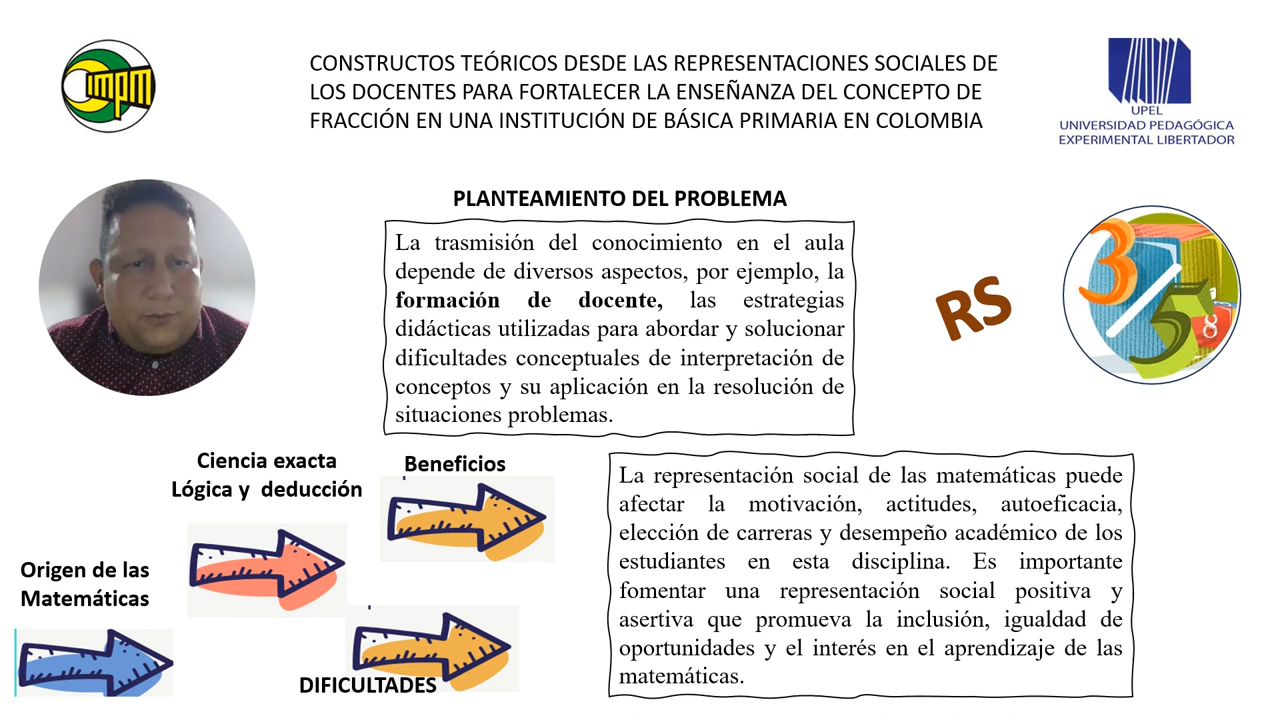 impm
CONSTRUCTOS TEÓRICOS DESDE LAS REPRESENTACIONES SOCIALES DE
LOS DOCENTES PARA FORTALECER LA ENSEÑANZA DEL CONCEPTO DE
FRACCIÓN EN UNA INSTITUCIÓN DE BÁSICA PRIMARIA EN COLOMBIA
UPEL
UNIVERSIDAD PEDAGÓGICA
EXPERIMENTAL LIBERTADOR
PLANTEAMIENTO DEL PROBLEMA
La trasmisión del conocimiento en el aula
depende de diversos aspectos, por ejemplo, la
formación de docente, las estrategias
didácticas utilizadas para abordar y solucionar
dificultades conceptuales de interpretación de
conceptos y su aplicación en la resolución de
situaciones problemas.
RS
3/5
8
Ciencia exacta
Lógica y deducción
Beneficios
Origen de las
Matemáticas
DIFICULTADES
La representación social de las matemáticas puede
afectar la motivación, actitudes, autoeficacia,
elección de carreras y desempeño académico de los
estudiantes en esta disciplina. Es importante
fomentar una representación social positiva y
asertiva que promueva la inclusión, igualdad de
oportunidades y el interés en el aprendizaje de las
matemáticas.